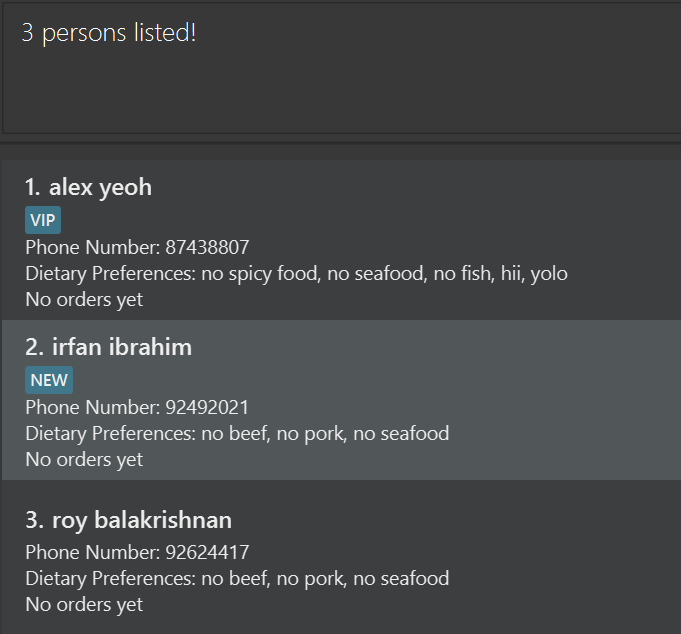 3 persons listed!
1. alex yeoh
VIP
Phone Number: 87438807
Dietary Preferences: no spicy food, no seafood, no fish, hii, yolo
No orders yet
2. irfan ibrahim
NEW
Phone Number: 92492021
Dietary Preferences: no beef, no pork, no seafood
No orders yet
3. roy balakrishnan
Phone Number: 92624417
Dietary Preferences: no beef, no pork, no seafood
No orders yet